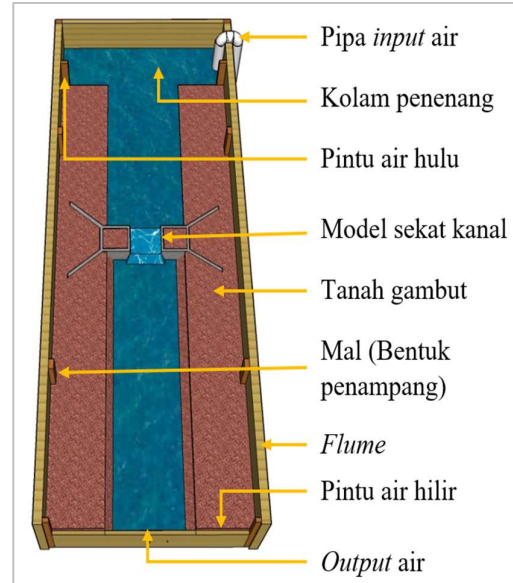 Pipa input air
Kolam penenang
Pintu air hulu
Model sekat kanal
Tanah gambut
Mal (Bentuk
penampang)
Flume
Pintu air hilir
Output air